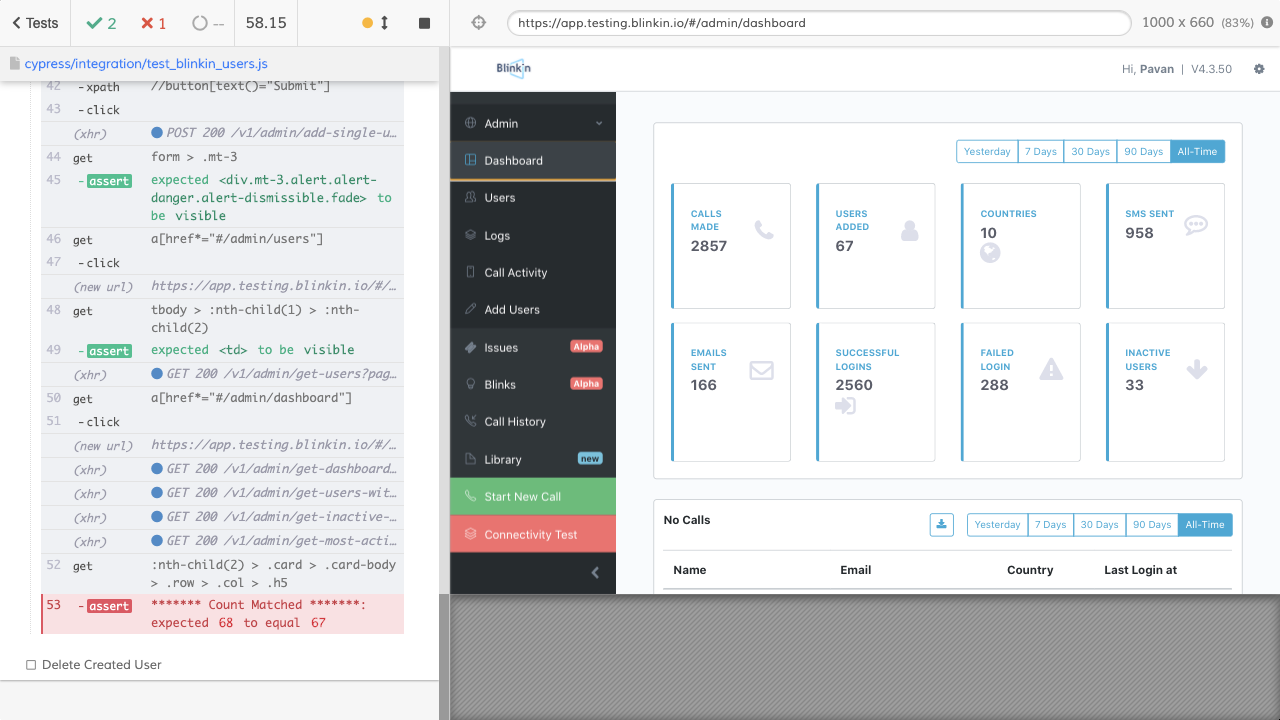 Tests
2
1
--
58.15
https://app.testing.blinkin.io/#/admin/dashboard
1000 x 660 (83%)
cypress/integration/test_blinkin_users.js
42 -xpath //button[text()="Submit"]
43 -click
(xhr) POST 200 /v1/admin/add-single-u…
44 get form > .mt-3
45 -assert expected <div.mt-3.alert.alert-
danger.alert-dismissible.fade> to
be visible
46 get a[href*="#/admin/users"]
47 -click
(new url) https://app.testing.blinkin.io/#/…
48 get tbody > :nth-child(1) > :nth-
child(2)
49 -assert expected <td> to be visible
(xhr) GET 200 /v1/admin/get-users?pag…
50 get a[href*="#/admin/dashboard"]
51 -click
(new url) https://app.testing.blinkin.io/#/…
(xhr) GET 200 /v1/admin/get-dashboard…
(xhr) GET 200 /v1/admin/get-users-wit…
(xhr) GET 200 /v1/admin/get-inactive-…
(xhr) GET 200 /v1/admin/get-most-acti…
52 get :nth-child(2) > .card > .card-body
> .row > .col > .h5
53 -assert ******* Count Matched *******:
expected 68 to equal 67
Delete Created User
Blinkin
Hi, Pavan | V4.3.50
Admin
Dashboard
Users
Logs
Call Activity
Add Users
Issues Alpha
Blinks Alpha
Call History
Library new
Start New Call
Connectivity Test
Yesterday 7 Days 30 Days 90 Days All-Time
CALLS
MADE
2857
USERS
ADDED
67
COUNTRIES
10
SMS SENT
958
EMAILS
SENT
166
SUCCESSFUL
LOGINS
2560
FAILED
LOGIN
288
INACTIVE
USERS
33
No Calls
Yesterday 7 Days 30 Days 90 Days All-Time
Name Email Country Last Login at